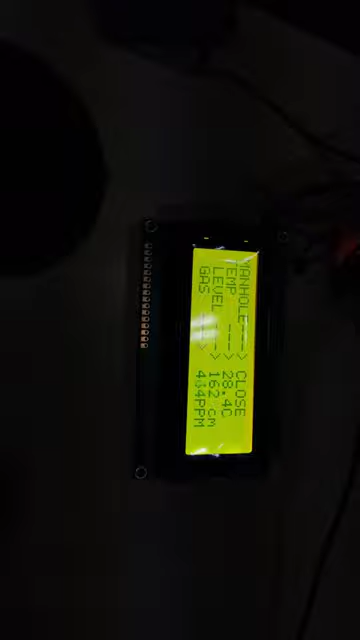 MANHOLE---> CLOSE
TEMP ---> 28.4C
LEVEL ---> 162 cm
GAS ---> 434PPM